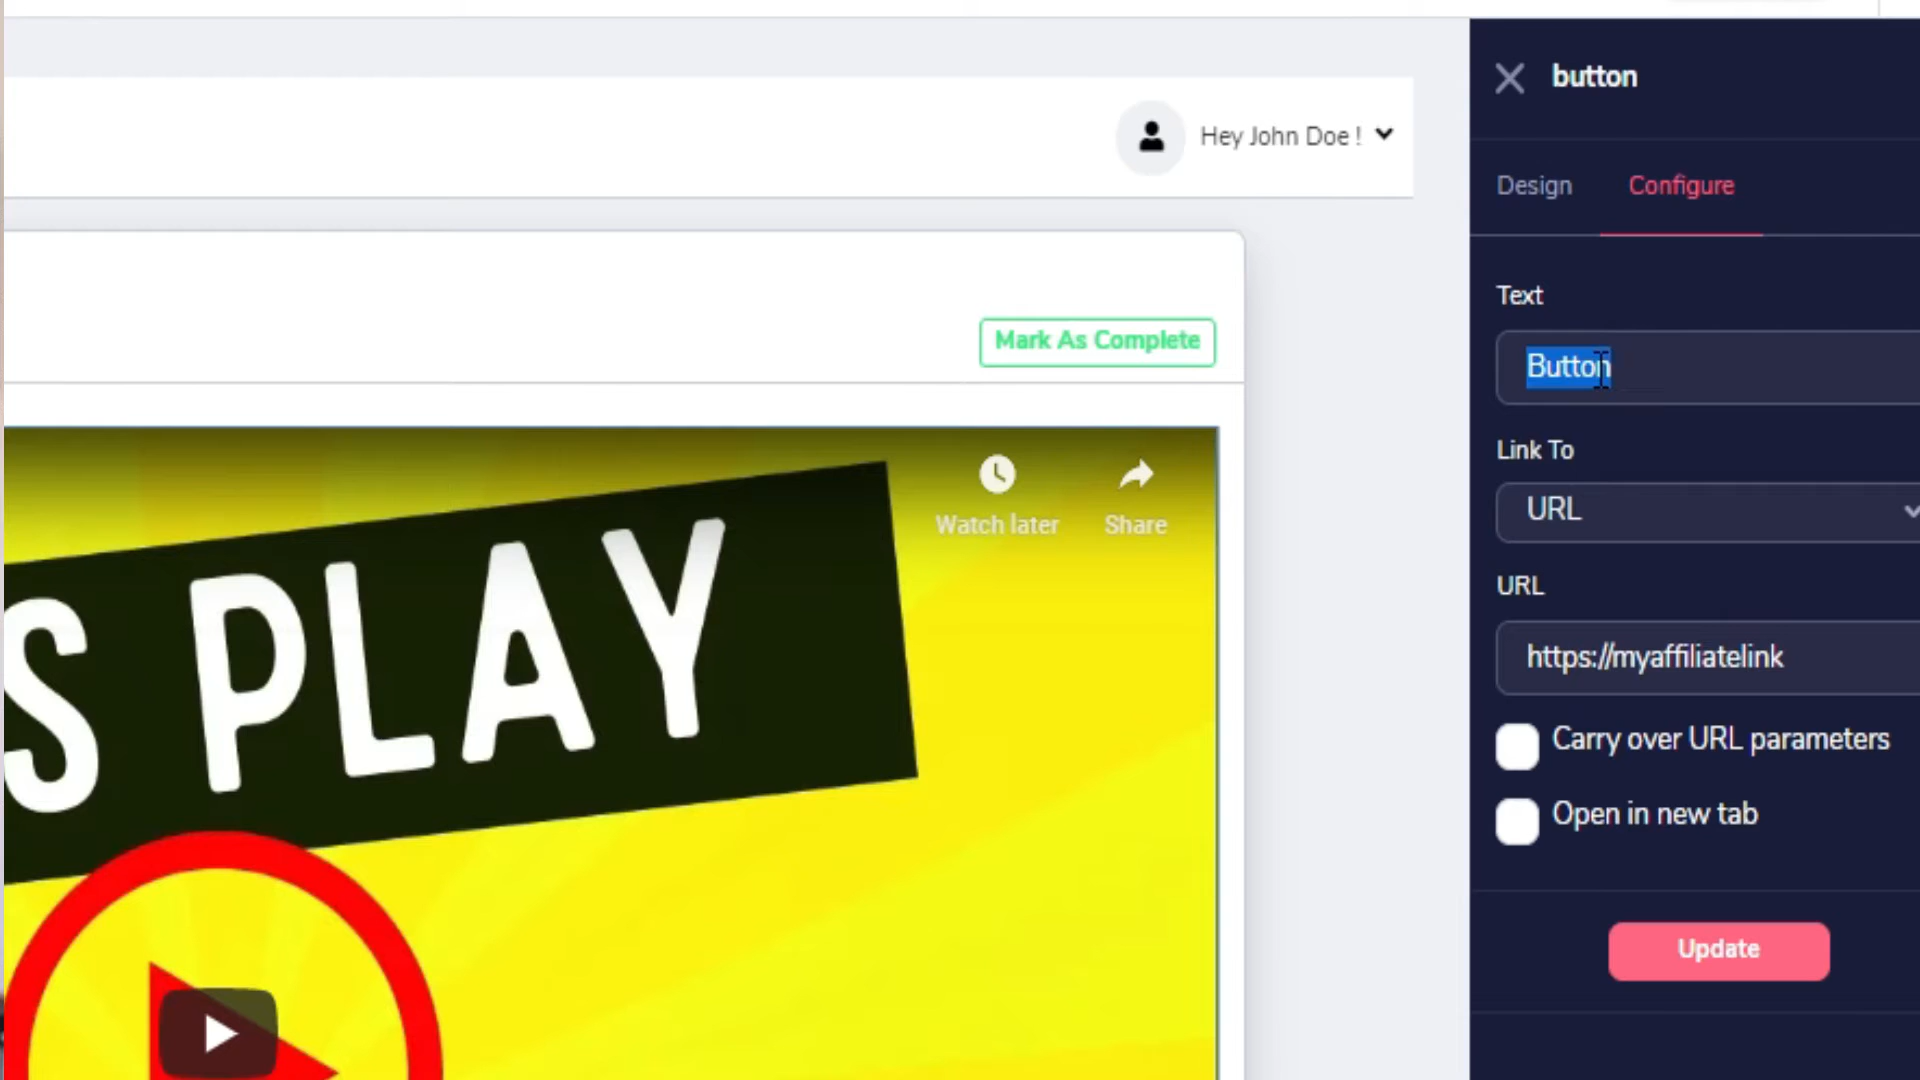 button
Hey John Doe !
Design Configure
Text
Mark As Complete
Button
Link To
URL
Watch later Share
URL
S PLAY
https://myaffiliatelink
Carry over URL parameters
Open in new tab
Update